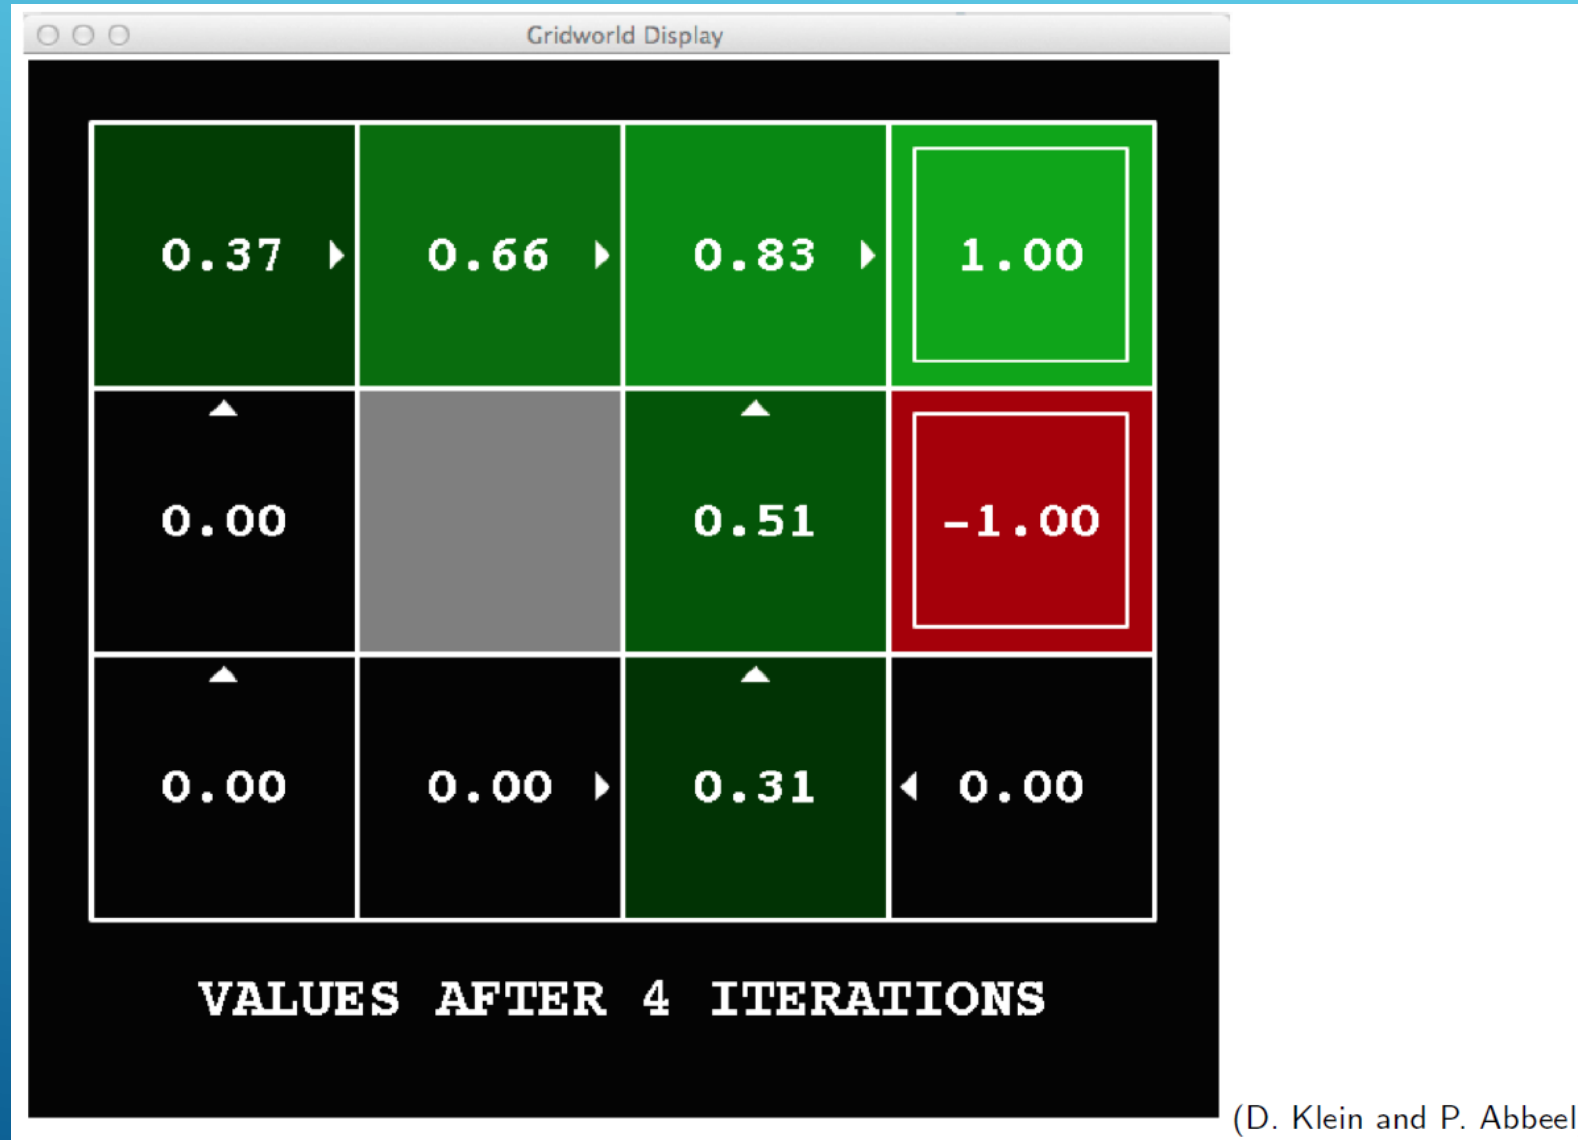 Gridworld Display
0.37 0.66 0.83 1.00
0.00 0.51 -1.00
0.00 0.00 0.31 0.00
VALUES AFTER 4 ITERATIONS
(D. Klein and P. Abbeel